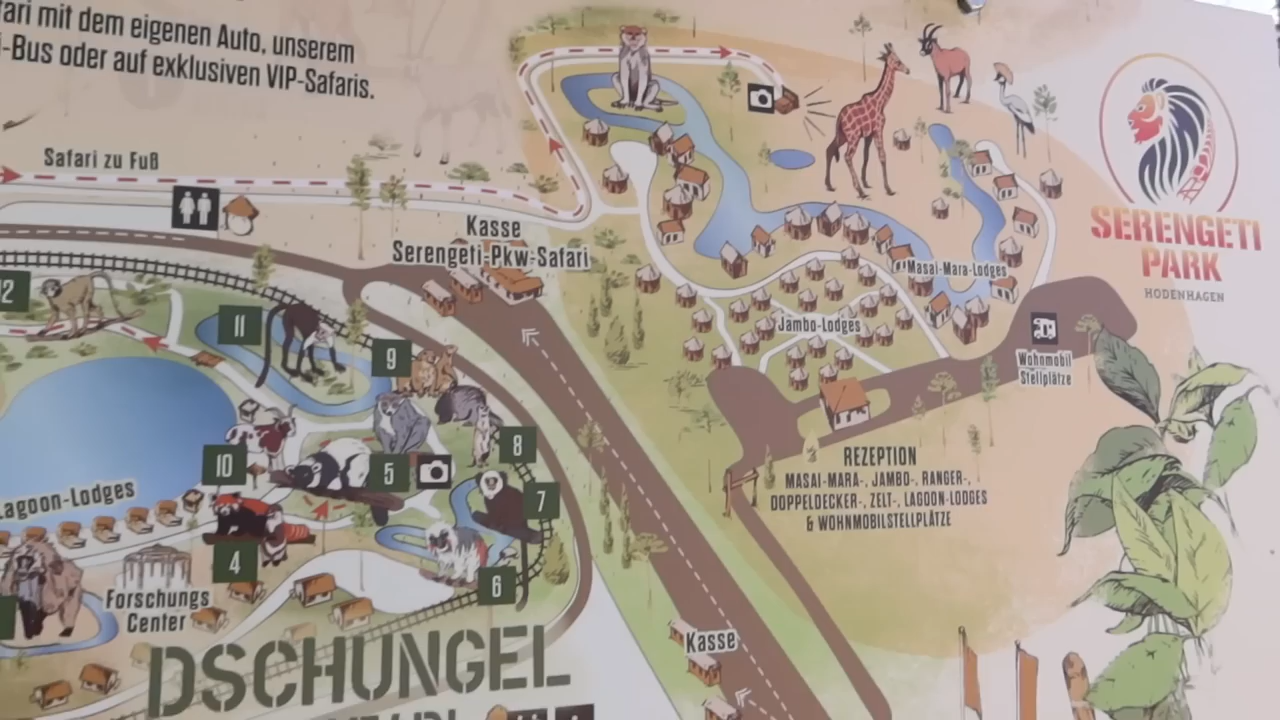 ari mit dem eigenen Auto, unserem
i-Bus oder auf exklusiven VIP-Safaris.
Safari zu Fuß
Kasse
Serengeti-Pkw-Safari
SERENGETI
PARK
HODENHAGEN
Masai-Mara-Lodges
Jambo-Lodges
Wohnmobil
Stellplätze
12
11
9
8
10
5
7
4
6
Lagoon-Lodges
REZEPTION
MASAI-MARA-, JAMBO-, RANGER-,
DOPPELDECKER-, ZELT-, LAGOON-LODGES
& WOHNMOBILSTELLPLÄTZE
Forschungs
Center
Kasse
DSCHUNGEL